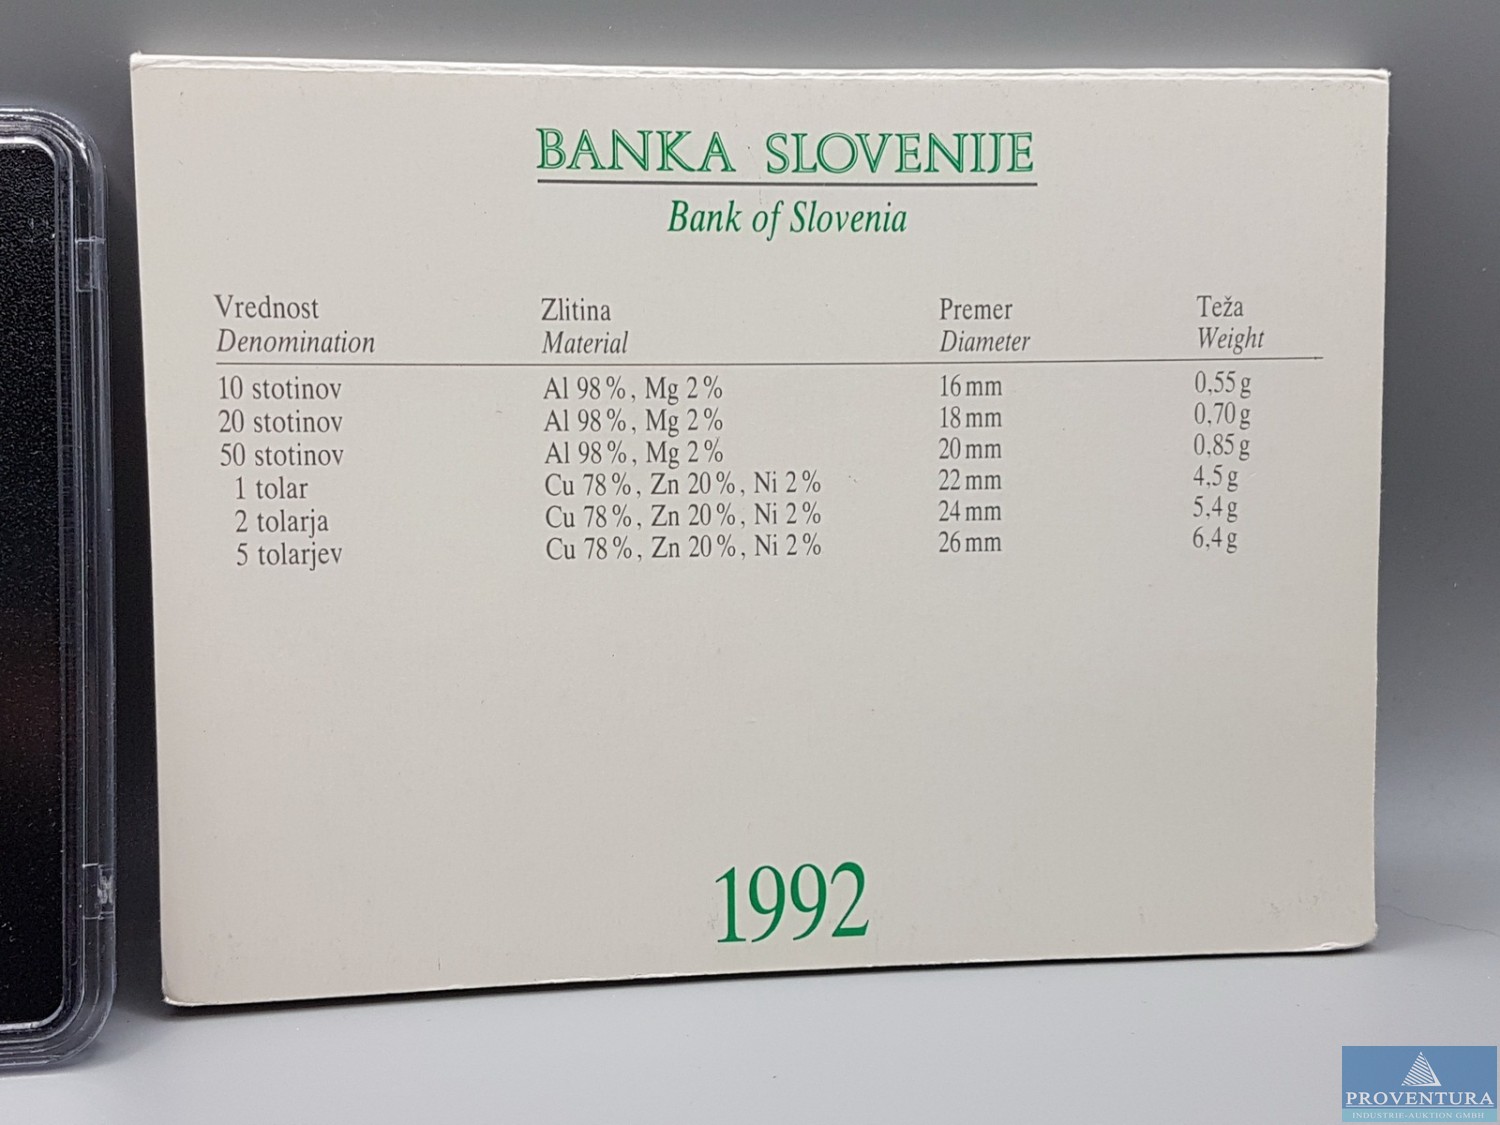 BANKA SLOVENIJE
Bank of Slovenia
Vrednost Zlitina Premer Teža
Denomination Material Diameter Weight
10 stotinov Al 98%, Mg 2% 16 mm 0,55 g
20 stotinov Al 98%, Mg 2% 18 mm 0,70 g
50 stotinov Al 98%, Mg 2% 20 mm 0,85 g
1 tolar Cu 78%, Zn 20%, Ni 2% 22 mm 4,5 g
2 tolarja Cu 78%, Zn 20%, Ni 2% 24 mm 5,4 g
5 tolarjev Cu 78%, Zn 20%, Ni 2% 26 mm 6,4 g
1992
PROVENTURA
INDUSTRIE-AUKTION GMBH